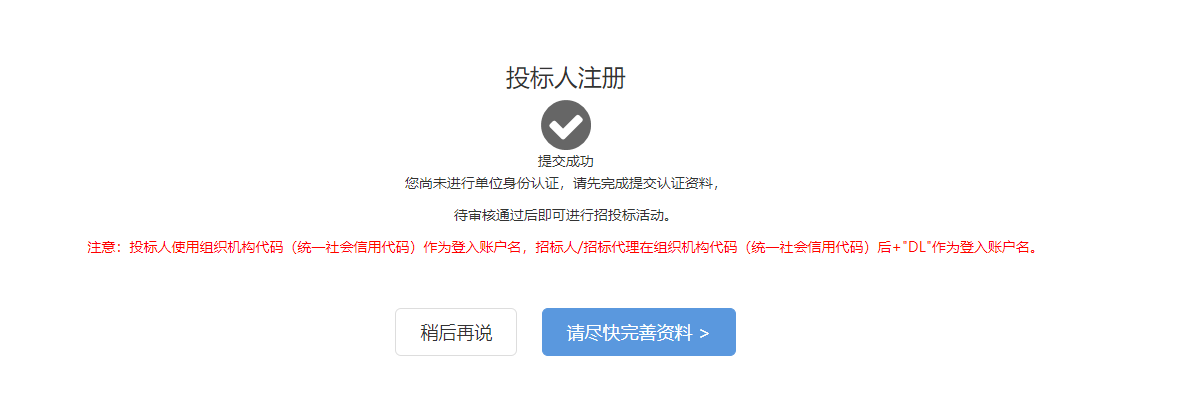 投标人注册
提交成功
您尚未进行单位身份认证，请先完成提交认证资料，
待审核通过后即可进行招投标活动。
注意：投标人使用组织机构代码（统一社会信用代码）作为登入账户名，招标人/招标代理在组织机构代码（统一社会信用代码）后+"DL"作为登入账户名。
稍后再说
请尽快完善资料 >